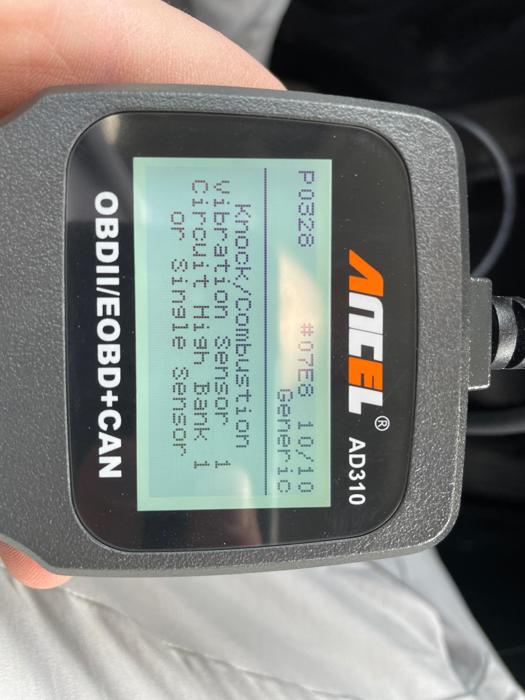 ANCEL® AD310
P0328 #07E8 10/10
Generic
Knock/Combustion
Vibration Sensor 1
Circuit High Bank 1
or Single Sensor
OBDII/EOBD+CAN